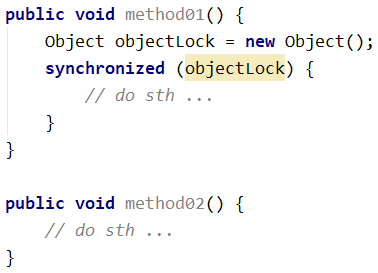 public void method01() {
    Object objectLock = new Object();
    synchronized (objectLock) {
        // do sth ...
    }
}

public void method02() {
    // do sth ...
}